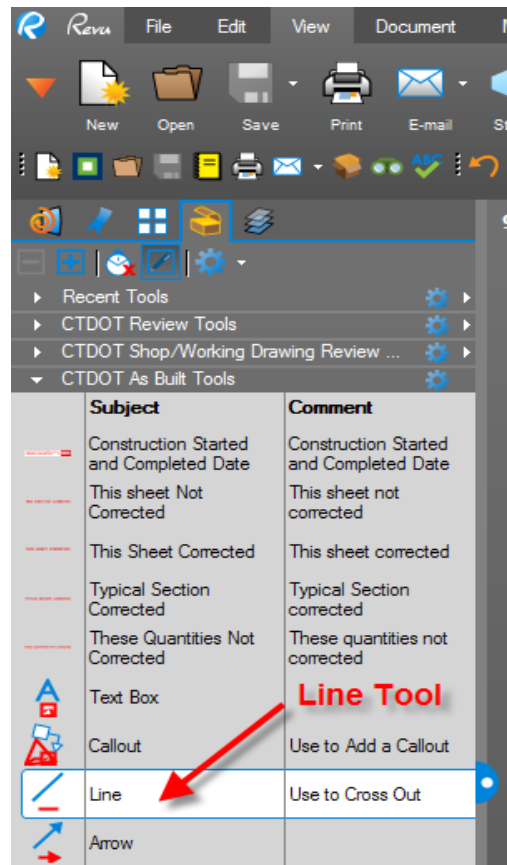 Revu File Edit View Document
New Open Save Print E-mail
ABC
Recent Tools
CTDOT Review Tools
CTDOT Shop/Working Drawing Review ...
CTDOT As Built Tools
Subject Comment
Construction Started and Completed Date Construction Started and Completed Date
This sheet Not Corrected This sheet not corrected
This Sheet Corrected This sheet corrected
Typical Section Corrected Typical Section corrected
These Quantities Not Corrected These quantities not corrected
Text Box
Line Tool
Callout Use to Add a Callout
Line Use to Cross Out
Arrow